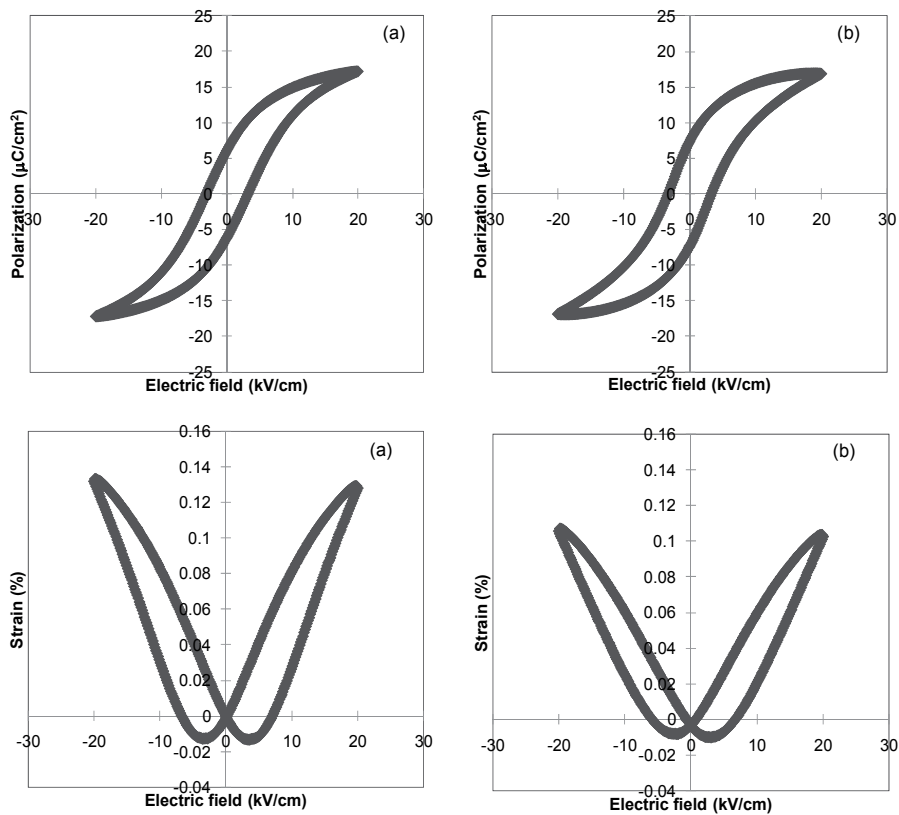 (a)
25
20
15
10
5
0
-5
-10
-15
-20
-25
-30 -20 -10 0 10 20 30
Polarization (µC/cm²)
Electric field (kV/cm)
(b)
25
20
15
10
5
0
-5
-10
-15
-20
-25
-30 -20 -10 0 10 20 30
Polarization (µC/cm²)
Electric field (kV/cm)
(a)
0.16
0.14
0.12
0.1
0.08
0.06
0.04
0.02
0
-0.02
-0.04
-30 -20 -10 0 10 20 30
Strain (%)
Electric field (kV/cm)
(b)
0.16
0.14
0.12
0.1
0.08
0.06
0.04
0.02
0
-0.02
-0.04
-30 -20 -10 0 10 20 30
Strain (%)
Electric field (kV/cm)